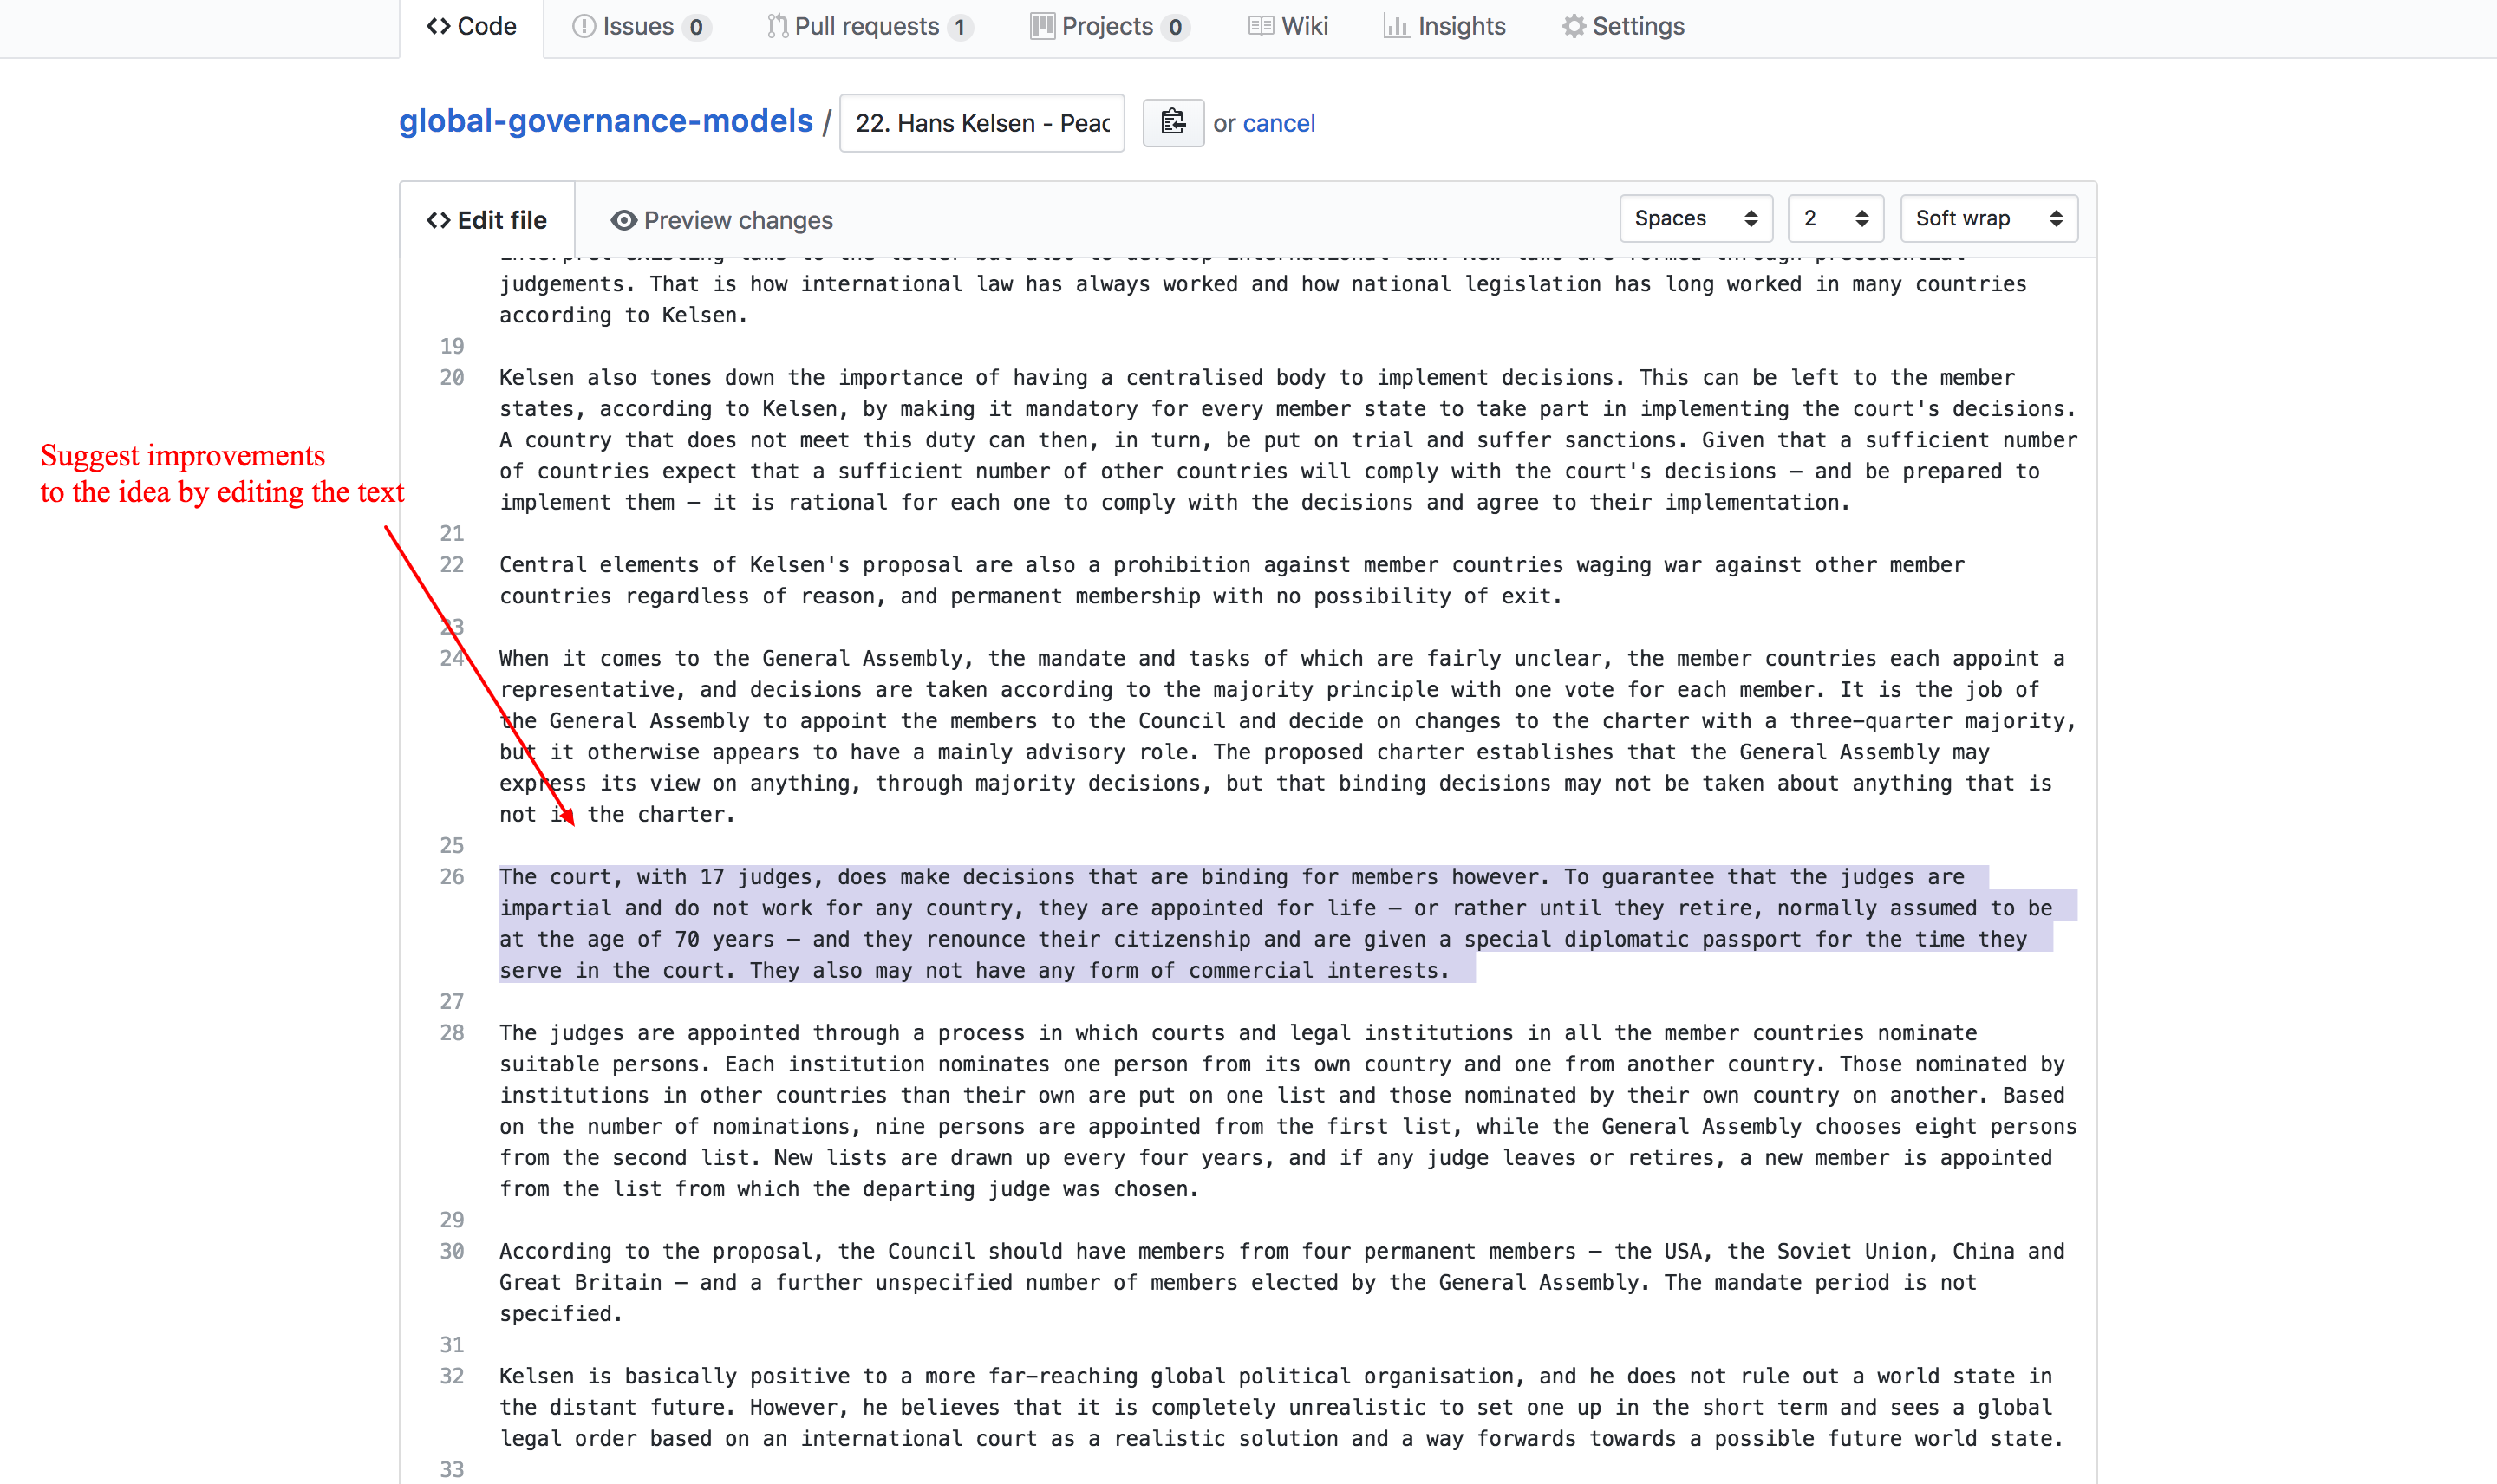 Code Issues 0 Pull requests 1 Projects 0 Wiki Insights Settings
global-governance-models / 22. Hans Kelsen - Peac or cancel
Edit file Preview changes Spaces 2 Soft wrap
interpret existing laws to the letter but also to develop international law. New laws are formed through precedential
judgements. That is how international law has always worked and how national legislation has long worked in many countries
according to Kelsen.
19
20 Kelsen also tones down the importance of having a centralised body to implement decisions. This can be left to the member
states, according to Kelsen, by making it mandatory for every member state to take part in implementing the court's decisions.
A country that does not meet this duty can then, in turn, be put on trial and suffer sanctions. Given that a sufficient number
of countries expect that a sufficient number of other countries will comply with the court's decisions – and be prepared to
implement them – it is rational for each one to comply with the decisions and agree to their implementation.
Suggest improvements
to the idea by editing the text
21
22 Central elements of Kelsen's proposal are also a prohibition against member countries waging war against other member
countries regardless of reason, and permanent membership with no possibility of exit.
23
24 When it comes to the General Assembly, the mandate and tasks of which are fairly unclear, the member countries each appoint a
representative, and decisions are taken according to the majority principle with one vote for each member. It is the job of
the General Assembly to appoint the members to the Council and decide on changes to the charter with a three-quarter majority,
but it otherwise appears to have a mainly advisory role. The proposed charter establishes that the General Assembly may
express its view on anything, through majority decisions, but that binding decisions may not be taken about anything that is
not in the charter.
25
26 The court, with 17 judges, does make decisions that are binding for members however. To guarantee that the judges are
impartial and do not work for any country, they are appointed for life – or rather until they retire, normally assumed to be
at the age of 70 years – and they renounce their citizenship and are given a special diplomatic passport for the time they
serve in the court. They also may not have any form of commercial interests.
27
28 The judges are appointed through a process in which courts and legal institutions in all the member countries nominate
suitable persons. Each institution nominates one person from its own country and one from another country. Those nominated by
institutions in other countries than their own are put on one list and those nominated by their own country on another. Based
on the number of nominations, nine persons are appointed from the first list, while the General Assembly chooses eight persons
from the second list. New lists are drawn up every four years, and if any judge leaves or retires, a new member is appointed
from the list from which the departing judge was chosen.
29
30 According to the proposal, the Council should have members from four permanent members – the USA, the Soviet Union, China and
Great Britain – and a further unspecified number of members elected by the General Assembly. The mandate period is not
specified.
31
32 Kelsen is basically positive to a more far-reaching global political organisation, and he does not rule out a world state in
the distant future. However, he believes that it is completely unrealistic to set one up in the short term and sees a global
legal order based on an international court as a realistic solution and a way forwards towards a possible future world state.
33